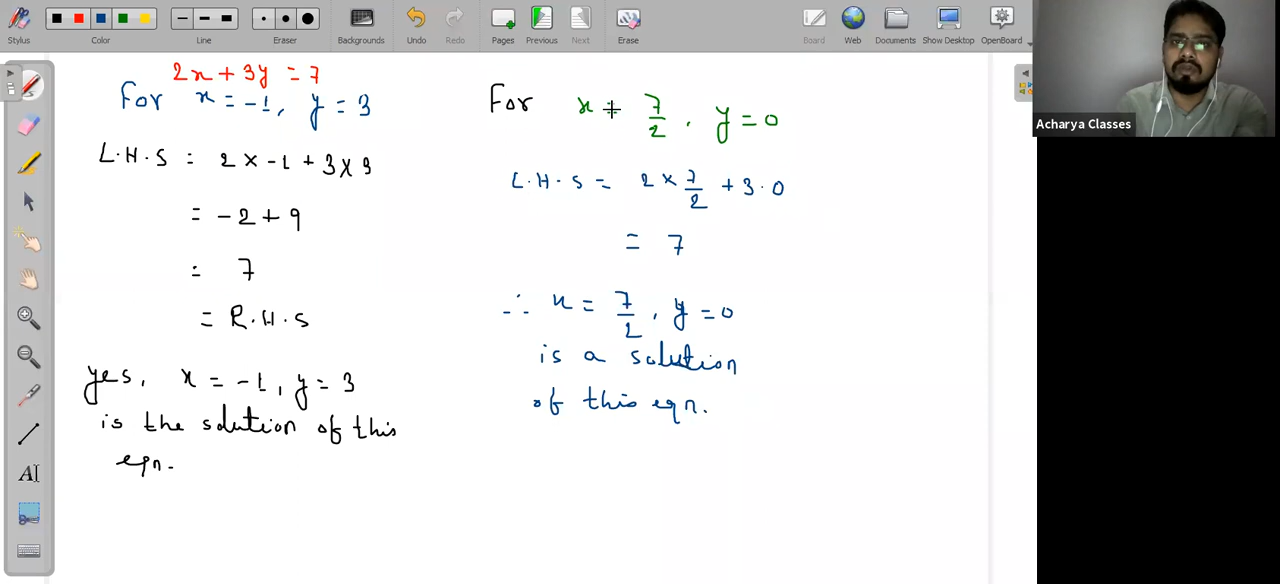 Stylus
Color
Line
Eraser
Backgrounds
Undo
Redo
Pages
Previous
Next
Erase
Board
Web
Documents
Show Desktop
OpenBoard
Acharya Classes
2x + 3y = 7
For x = -1, y = 3
L.H.S = 2 × -1 + 3 × 3
= -2 + 9
= 7
= R.H.S
yes, x = -1, y = 3
is the solution of this
eqn.
For x = 7/2, y = 0
L.H.S = 2 × 7/2 + 3·0
= 7
∴ x = 7/2, y = 0
is a solution
of this eqn.